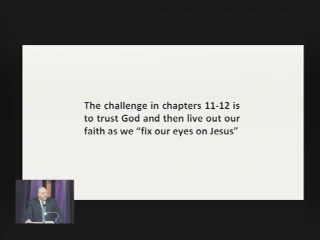 The challenge in chapters 11-12 is
to trust God and then live out our
faith as we “fix our eyes on Jesus”